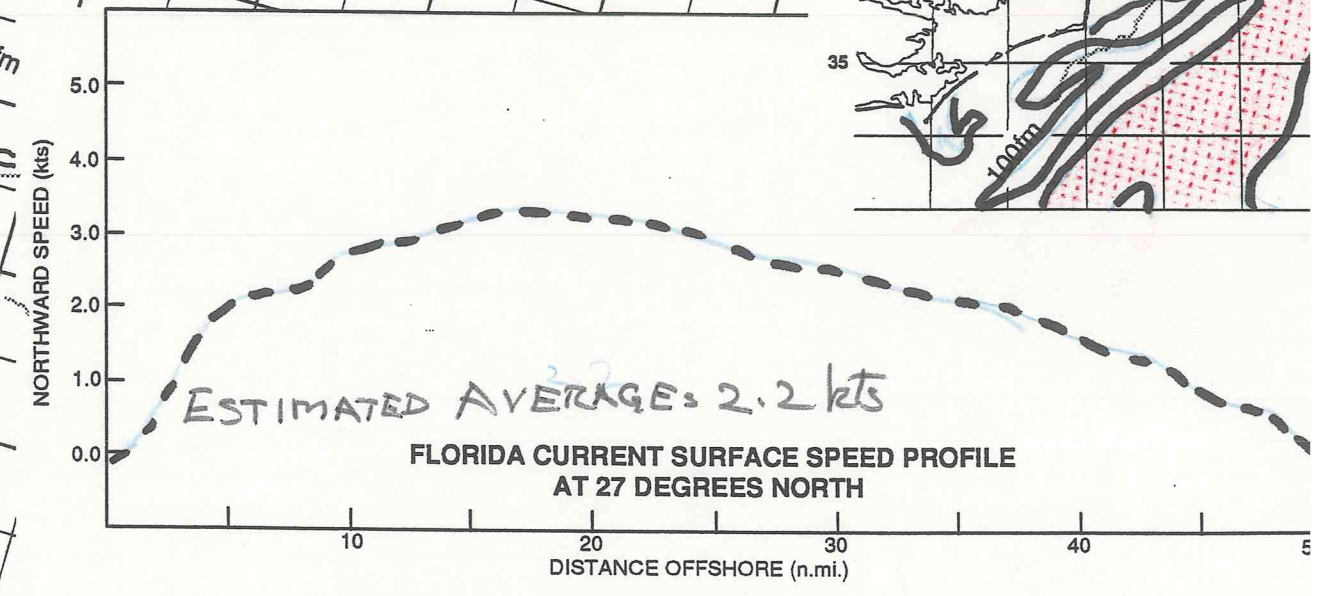 fm
35
100fm
5.0
4.0
3.0
2.0
1.0
0.0
NORTHWARD SPEED (kts)
ESTIMATED AVERAGE: 2.2 kts
FLORIDA CURRENT SURFACE SPEED PROFILE
AT 27 DEGREES NORTH
10 20 30 40 5
DISTANCE OFFSHORE (n.mi.)